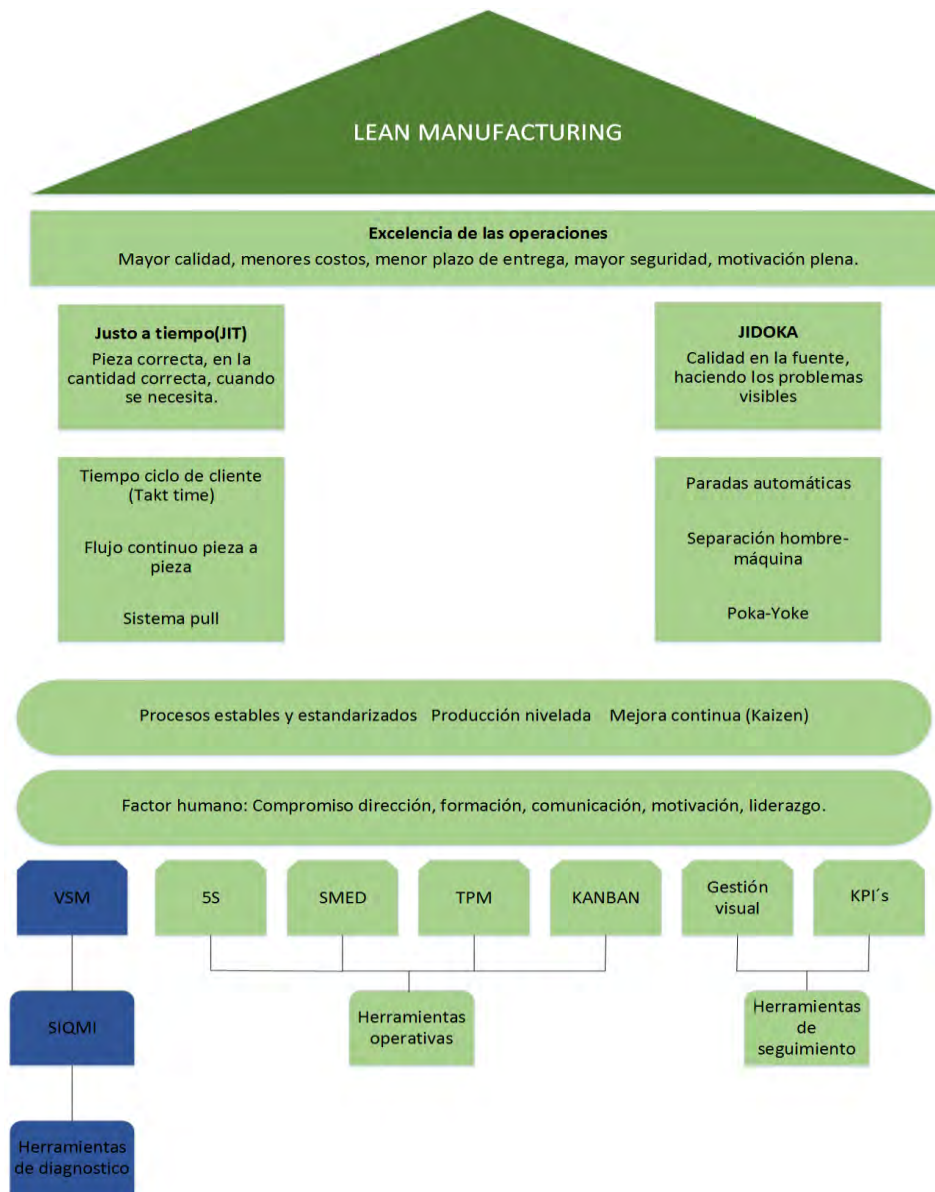 LEAN MANUFACTURING
Excelencia de las operaciones
Mayor calidad, menores costos, menor plazo de entrega, mayor seguridad, motivación plena.
Justo a tiempo(JIT)
Pieza correcta, en la
cantidad correcta, cuando
se necesita.
JIDOKA
Calidad en la fuente,
haciendo los problemas
visibles
Tiempo ciclo de cliente
(Takt time)
Flujo continuo pieza a
pieza
Sistema pull
Paradas automáticas
Separación hombre-
máquina
Poka-Yoke
Procesos estables y estandarizados Producción nivelada Mejora continua (Kaizen)
Factor humano: Compromiso dirección, formación, comunicación, motivación, liderazgo.
VSM
5S
SMED
TPM
KANBAN
Gestión
visual
KPI´s
SIQMI
Herramientas
operativas
Herramientas
de
seguimiento
Herramientas
de diagnostico